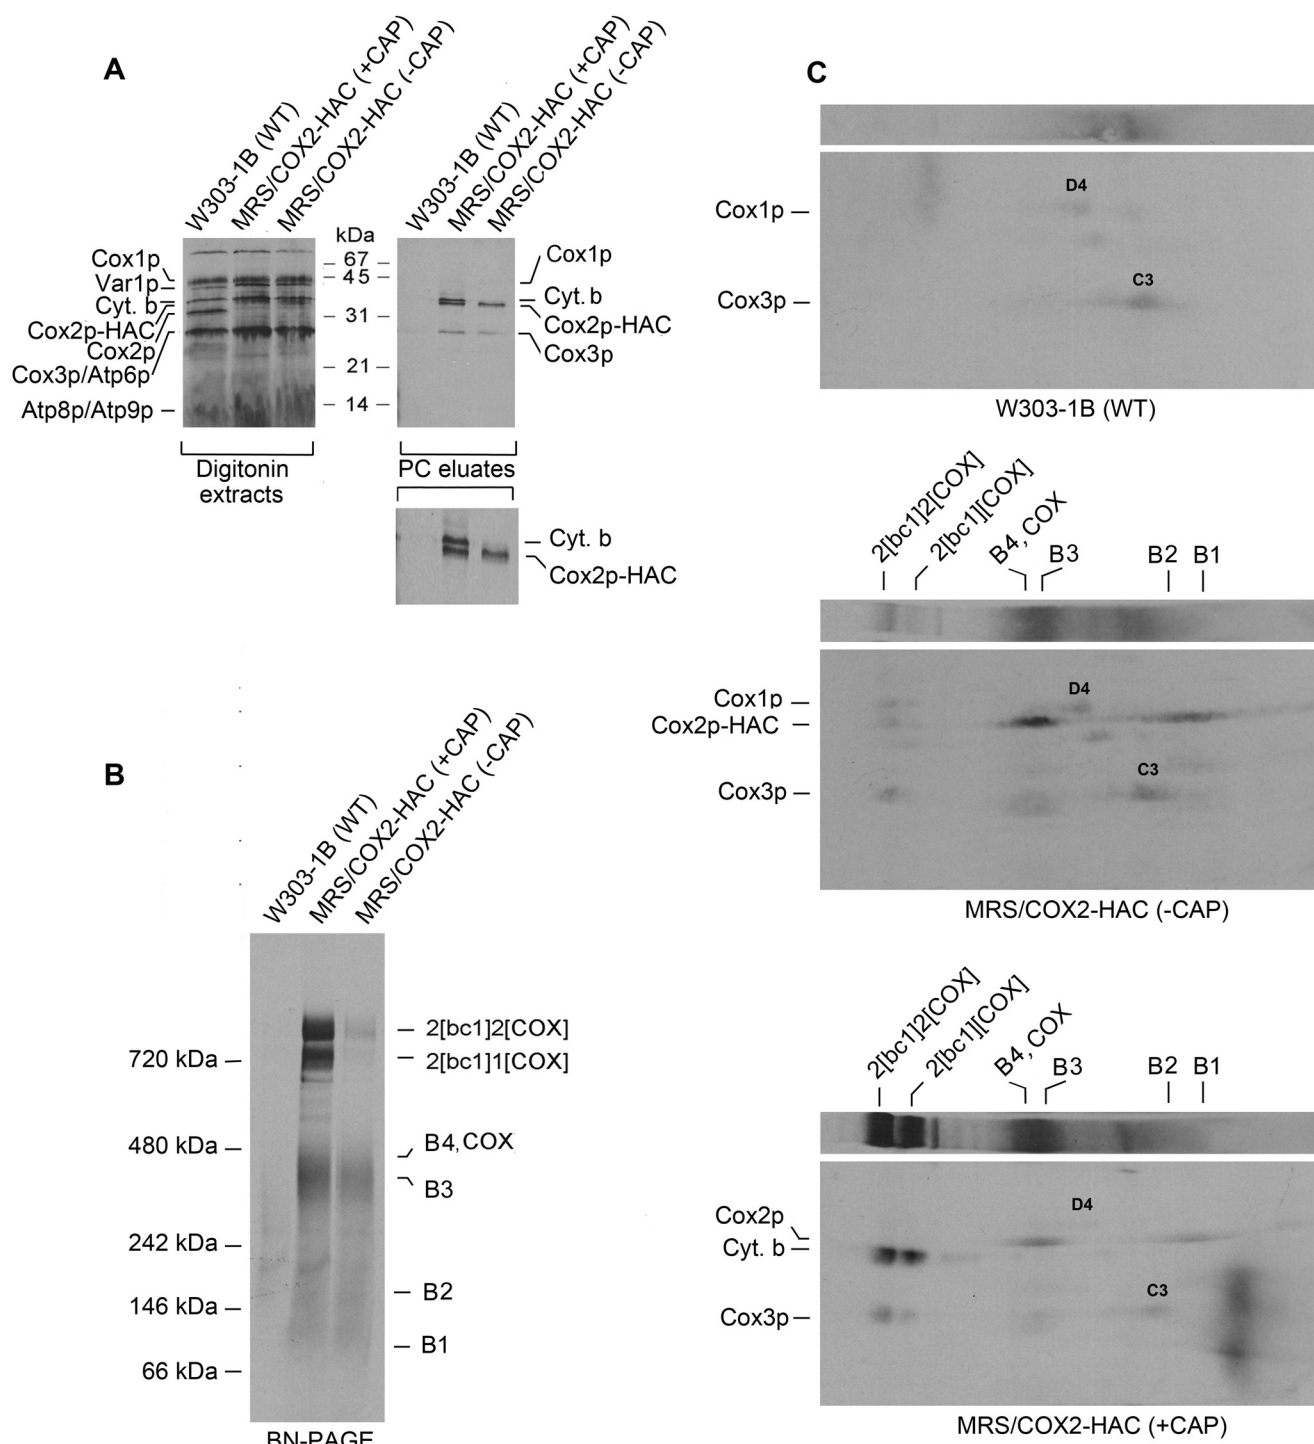 A
W303-1B (WT)
MRS/COX2-HAC (+CAP)
MRS/COX2-HAC (-CAP)
W303-1B (WT)
MRS/COX2-HAC (+CAP)
MRS/COX2-HAC (-CAP)
kDa
67
45
31
21
14
Cox1p
Var1p
Cyt. b
Cox2p-HAC
Cox2p
Cox3p/Atp6p
Atp8p/Atp9p
Cox1p
Cyt. b
Cox2p-HAC
Cox3p
Digitonin
extracts
PC eluates
Cyt. b
Cox2p-HAC
B
W303-1B (WT)
MRS/COX2-HAC (+CAP)
MRS/COX2-HAC (-CAP)
720 kDa
480 kDa
242 kDa
146 kDa
66 kDa
2[bc1]2[COX]
2[bc1]1[COX]
B4,COX
B3
B2
B1
BN-PAGE
C
Cox1p
Cox3p
D4
C3
W303-1B (WT)
2[bc1]2[COX]
2[bc1][COX]
B4, COX
B3
B2
B1
Cox1p
Cox2p-HAC
Cox3p
D4
C3
MRS/COX2-HAC (-CAP)
2[bc1]2[COX]
2[bc1][COX]
B4, COX
B3
B2
B1
Cox2p
Cyt. b
Cox3p
D4
C3
MRS/COX2-HAC (+CAP)